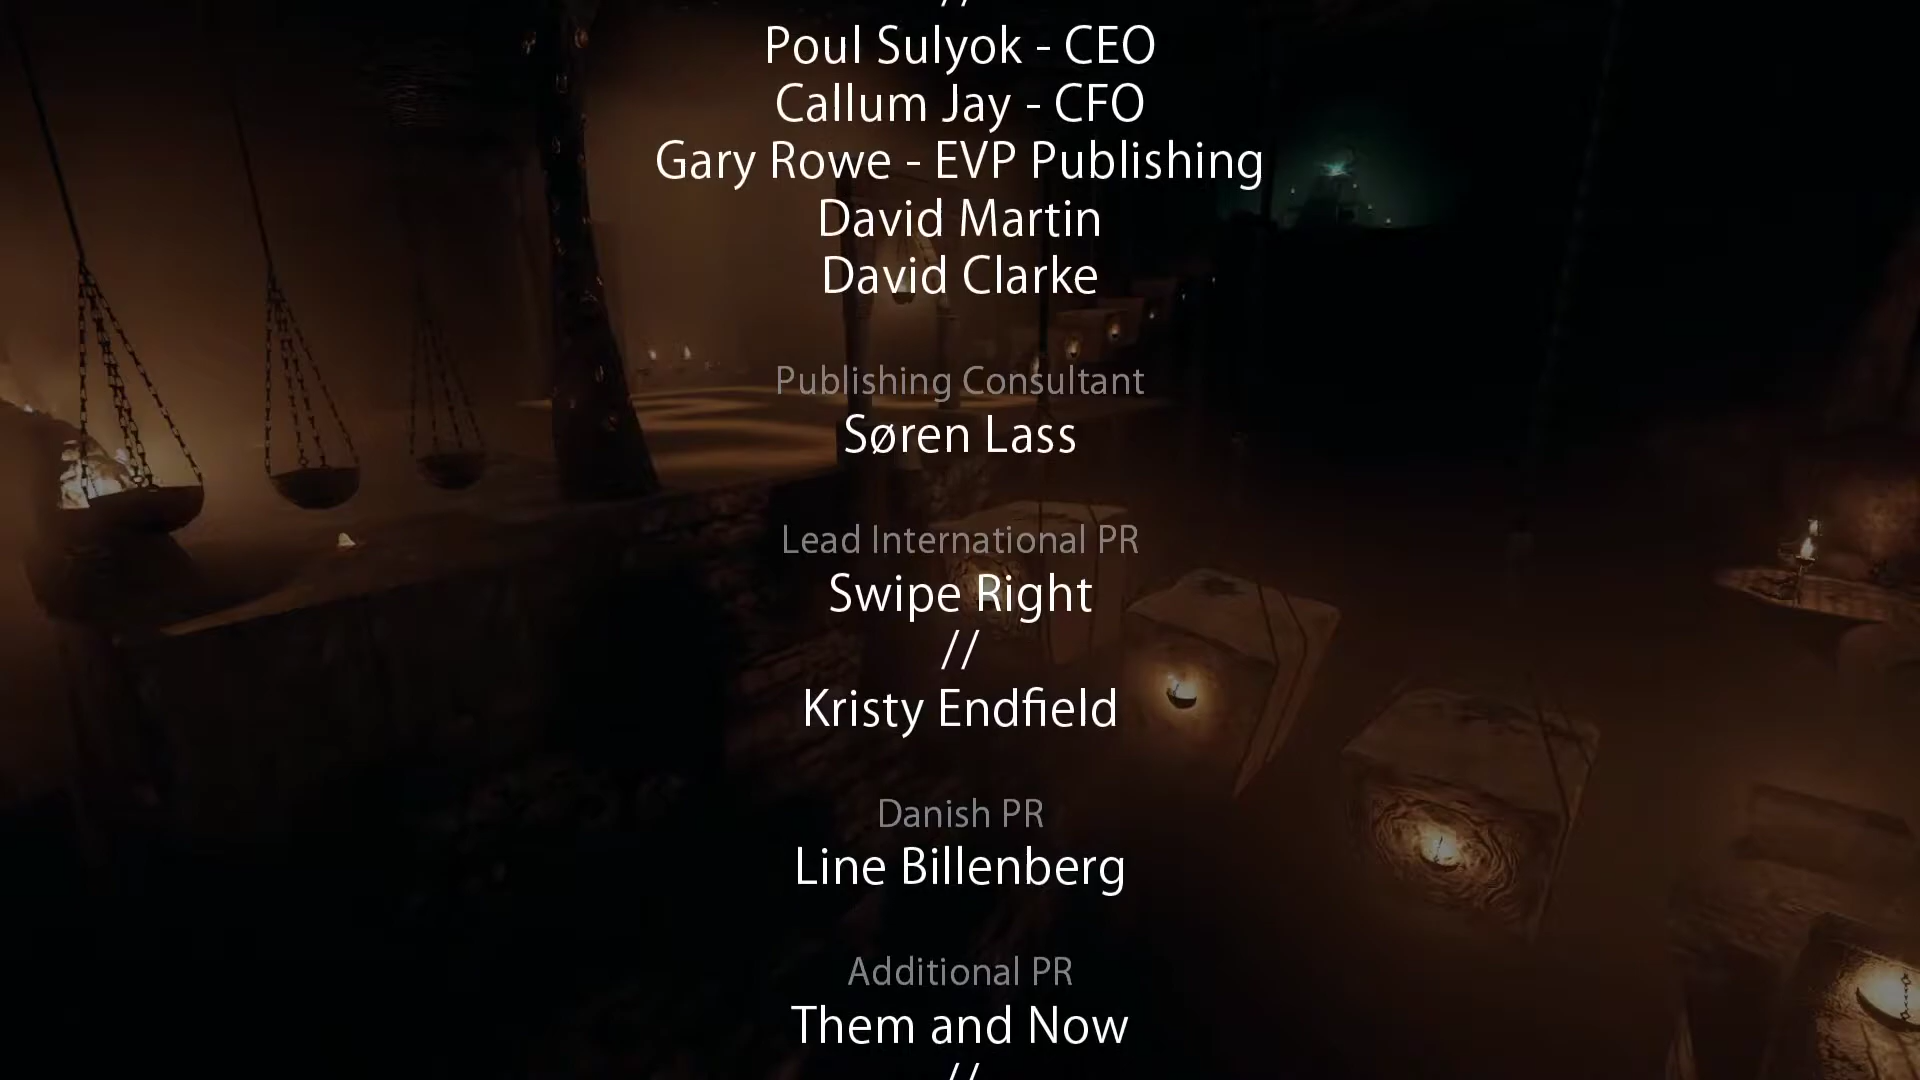 //
Poul Sulyok - CEO
Callum Jay - CFO
Gary Rowe - EVP Publishing
David Martin
David Clarke
Publishing Consultant
Søren Lass
Lead International PR
Swipe Right
//
Kristy Endfield
Danish PR
Line Billenberg
Additional PR
Them and Now
//